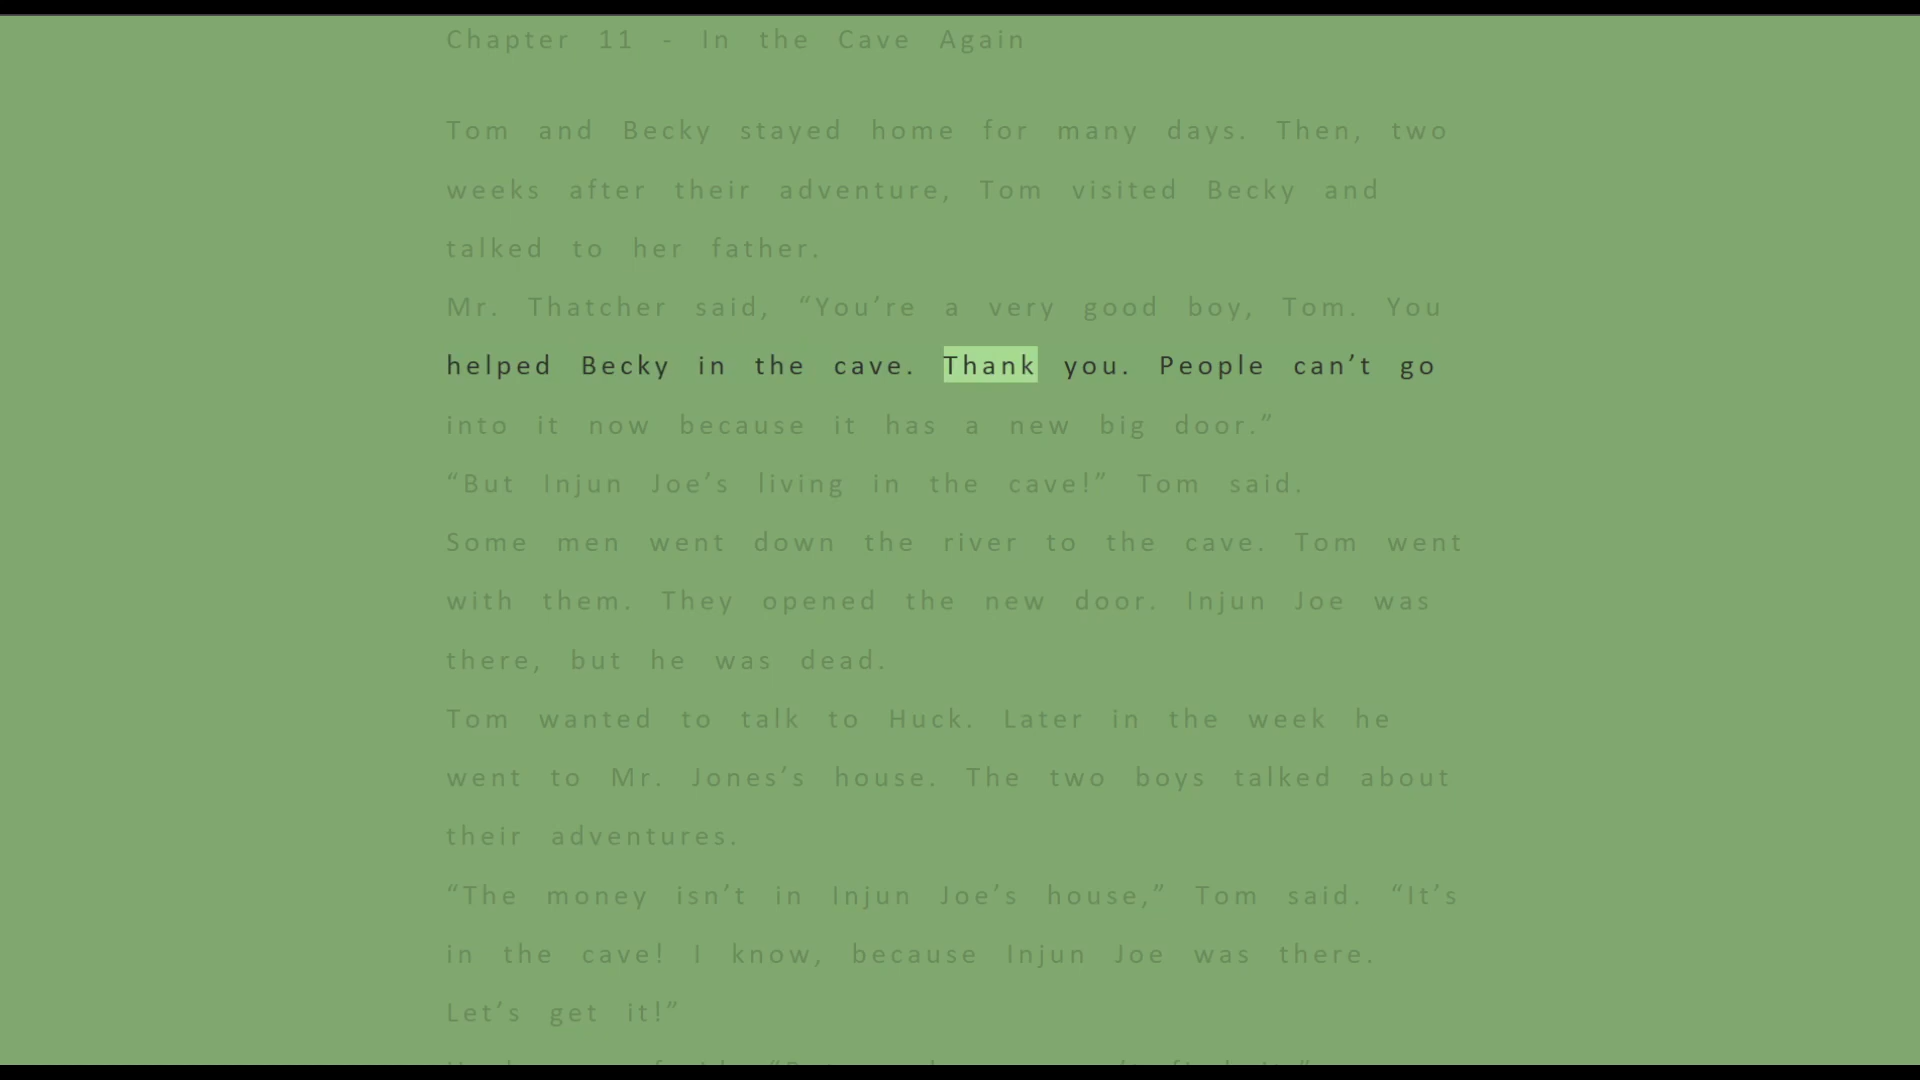 Chapter 11 - In the Cave Again
Tom and Becky stayed home for many days. Then, two
weeks after their adventure, Tom visited Becky and
talked to her father.
Mr. Thatcher said, “You’re a very good boy, Tom. You
helped Becky in the cave. Thank you. People can’t go
into it now because it has a new big door.”
“But Injun Joe’s living in the cave!” Tom said.
Some men went down the river to the cave. Tom went
with them. They opened the new door. Injun Joe was
there, but he was dead.
Tom wanted to talk to Huck. Later in the week he
went to Mr. Jones’s house. The two boys talked about
their adventures.
“The money isn’t in Injun Joe’s house,” Tom said. “It’s
in the cave! I know, because Injun Joe was there.
Let’s get it!”